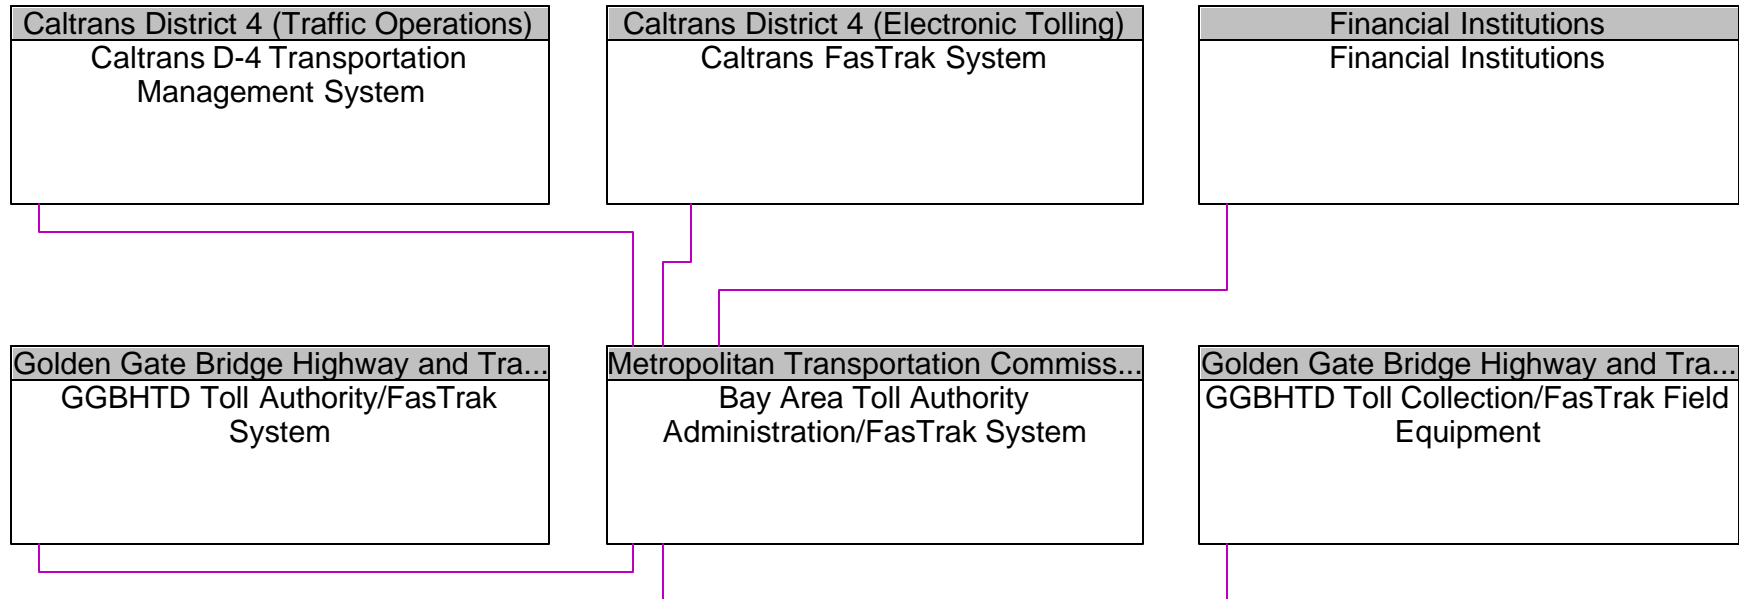 Caltrans District 4 (Traffic Operations)
Caltrans D-4 Transportation
Management System
Caltrans District 4 (Electronic Tolling)
Caltrans FasTrak System
Financial Institutions
Financial Institutions
Golden Gate Bridge Highway and Tra...
GGBHTD Toll Authority/FasTrak
System
Metropolitan Transportation Commiss...
Bay Area Toll Authority
Administration/FasTrak System
Golden Gate Bridge Highway and Tra...
GGBHTD Toll Collection/FasTrak Field
Equipment